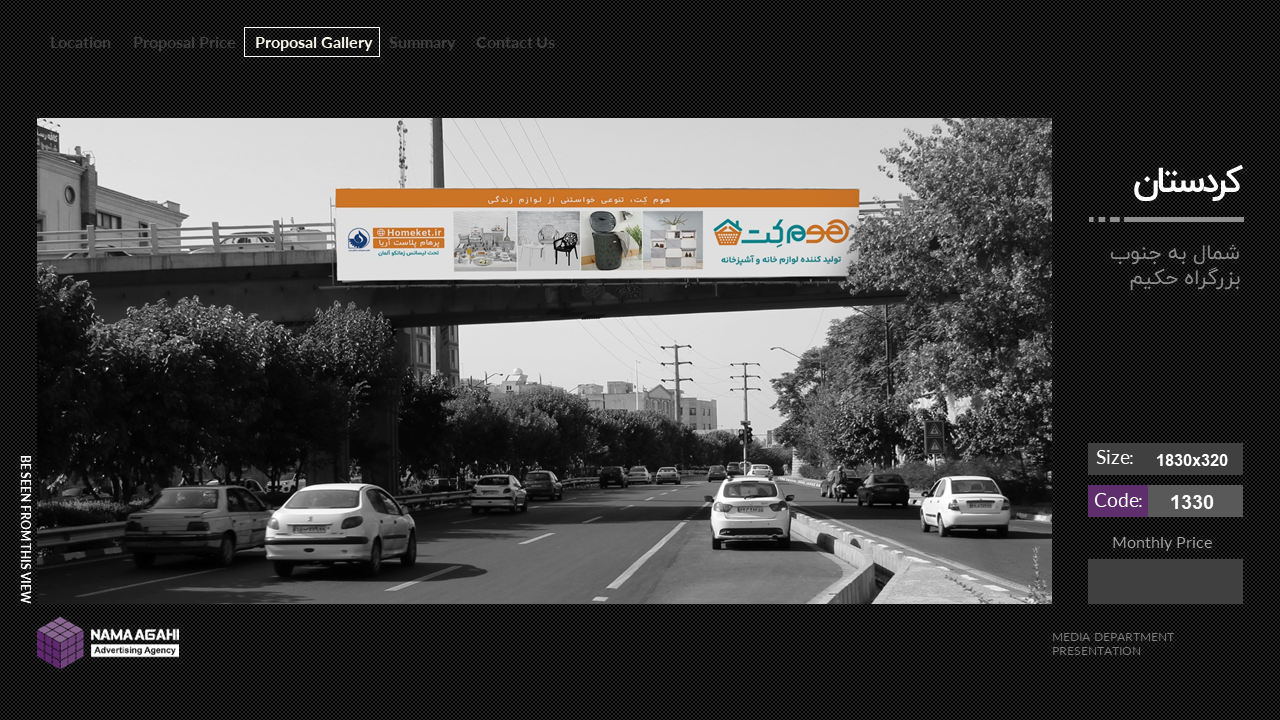 Location
Proposal Price
Proposal Gallery
Summary
Contact Us
هوم کِت، تنوعی خواستنی از لوازم زندگی
هوم کِت
تولید کننده لوازم خانه و آشپزخانه
Homeket.ir
پرهام پلاست آریا
تحت لیسانس زمانکو آلمان
کردستان
شمال به جنوب
بزرگراه حکیم
Size: 1830x320
Code: 1330
Monthly Price
BE SEEN FROM THIS VIEW
NAMA AGAHI
Advertising Agency
MEDIA DEPARTMENT
PRESENTATION